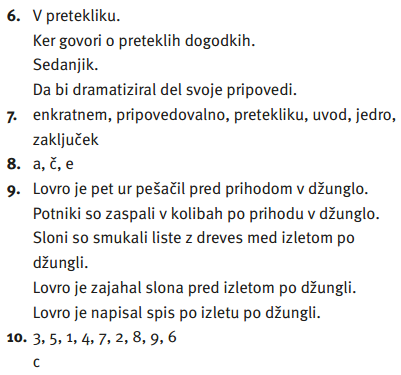 6. V pretekliku.
Ker govori o preteklih dogodkih.
Sedanjik.
Da bi dramatiziral del svoje pripovedi.
7. enkratnem, pripovedovalno, pretekliku, uvod, jedro,
zaključek
8. a, č, e
9. Lovro je pet ur pešačil pred prihodom v džunglo.
Potniki so zaspali v kolibah po prihodu v džunglo.
Sloni so smukali liste z dreves med izletom po
džungli.
Lovro je zajahal slona pred izletom po džungli.
Lovro je napisal spis po izletu po džungli.
10. 3, 5, 1, 4, 7, 2, 8, 9, 6
c